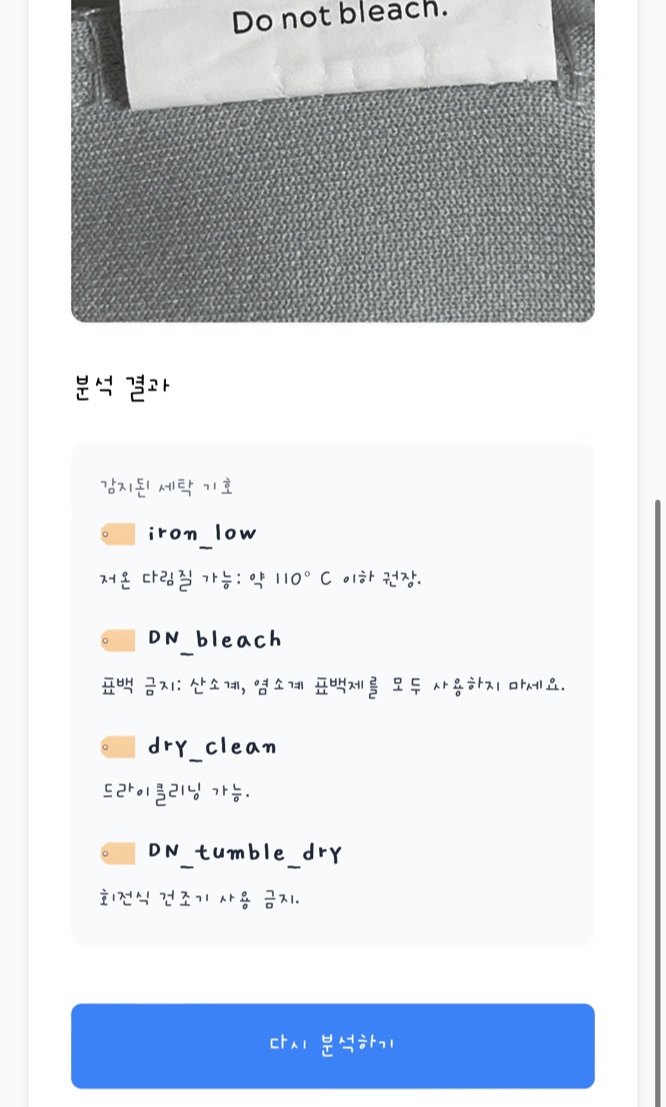 Do not bleach.
분석 결과
감지된 세탁 기호
iron_low
저온 다림질 가능: 약 110° C 이하 권장.
DN_bleach
표백 금지: 산소계, 염소계 표백제를 모두 사용하지 마세요.
dry_clean
드라이클리닝 가능.
DN_tumble_dry
회전식 건조기 사용 금지.
다시 분석하기